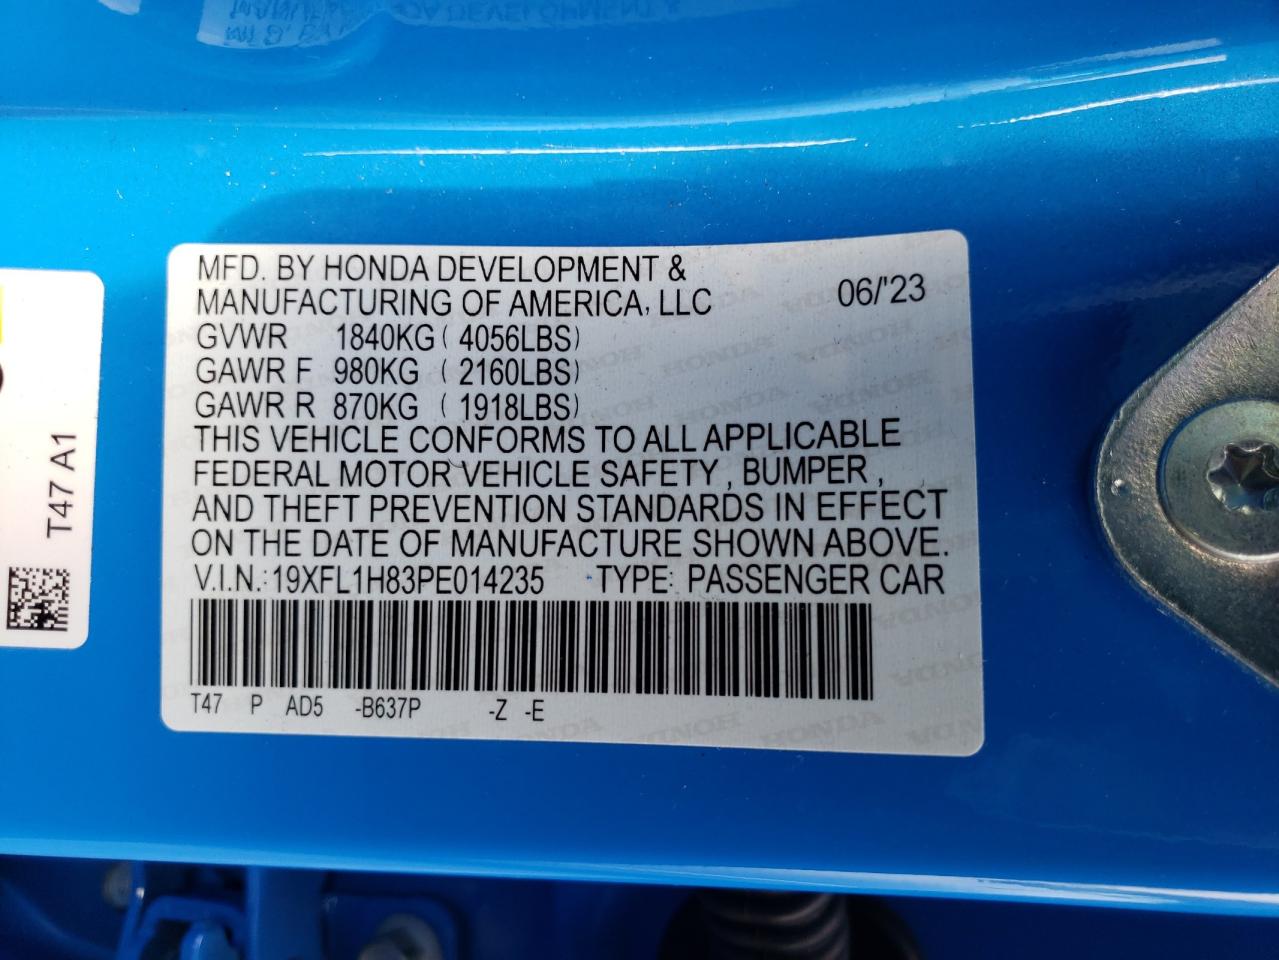 MFD. BY HONDA DEVELOPMENT &
MANUFACTURING OF AMERICA, LLC 06/'23
GVWR 1840KG ( 4056LBS)
GAWR F 980KG ( 2160LBS)
GAWR R 870KG ( 1918LBS)
THIS VEHICLE CONFORMS TO ALL APPLICABLE
FEDERAL MOTOR VEHICLE SAFETY , BUMPER ,
AND THEFT PREVENTION STANDARDS IN EFFECT
ON THE DATE OF MANUFACTURE SHOWN ABOVE.
V.I.N.: 19XFL1H83PE014235 TYPE: PASSENGER CAR
T47 P AD5 -B637P -Z -E
T47 A1